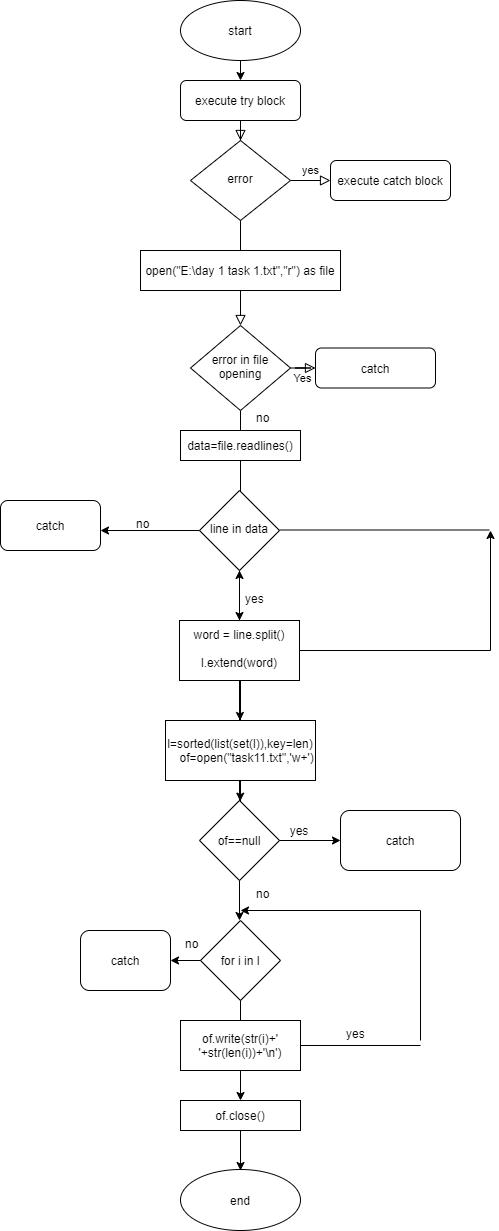 start
execute try block
error
yes
execute catch block
open("E:\day 1 task 1.txt","r") as file
error in file
opening
Yes
catch
no
data=file.readlines()
catch
no
line in data
yes
word = line.split()
l.extend(word)
l=sorted(list(set(l)),key=len)
of=open("task11.txt",'w+')
of==null
yes
catch
no
catch
no
for i in l
of.write(str(i)+'
'+str(len(i))+'\n')
yes
of.close()
end